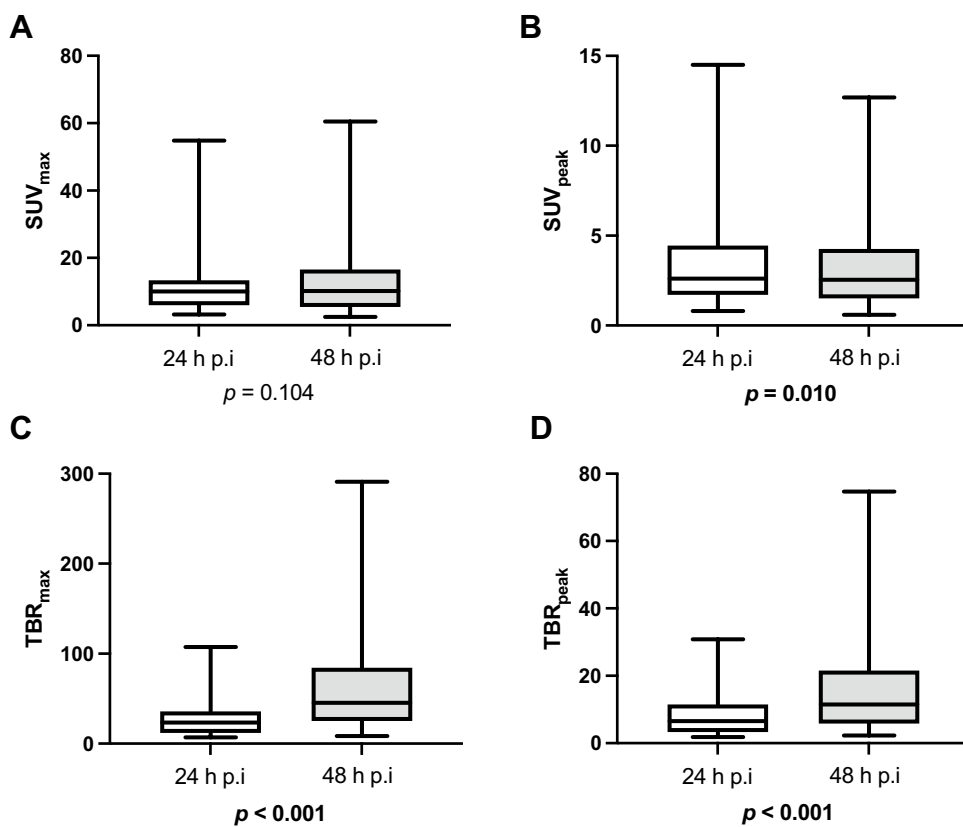 A
80
60
40
20
0
SUVmax
24 h p.i
48 h p.i
p = 0.104
B
15
10
5
0
SUVpeak
24 h p.i
48 h p.i
p = 0.010
C
300
200
100
0
TBRmax
24 h p.i
48 h p.i
p < 0.001
D
80
60
40
20
0
TBRpeak
24 h p.i
48 h p.i
p < 0.001